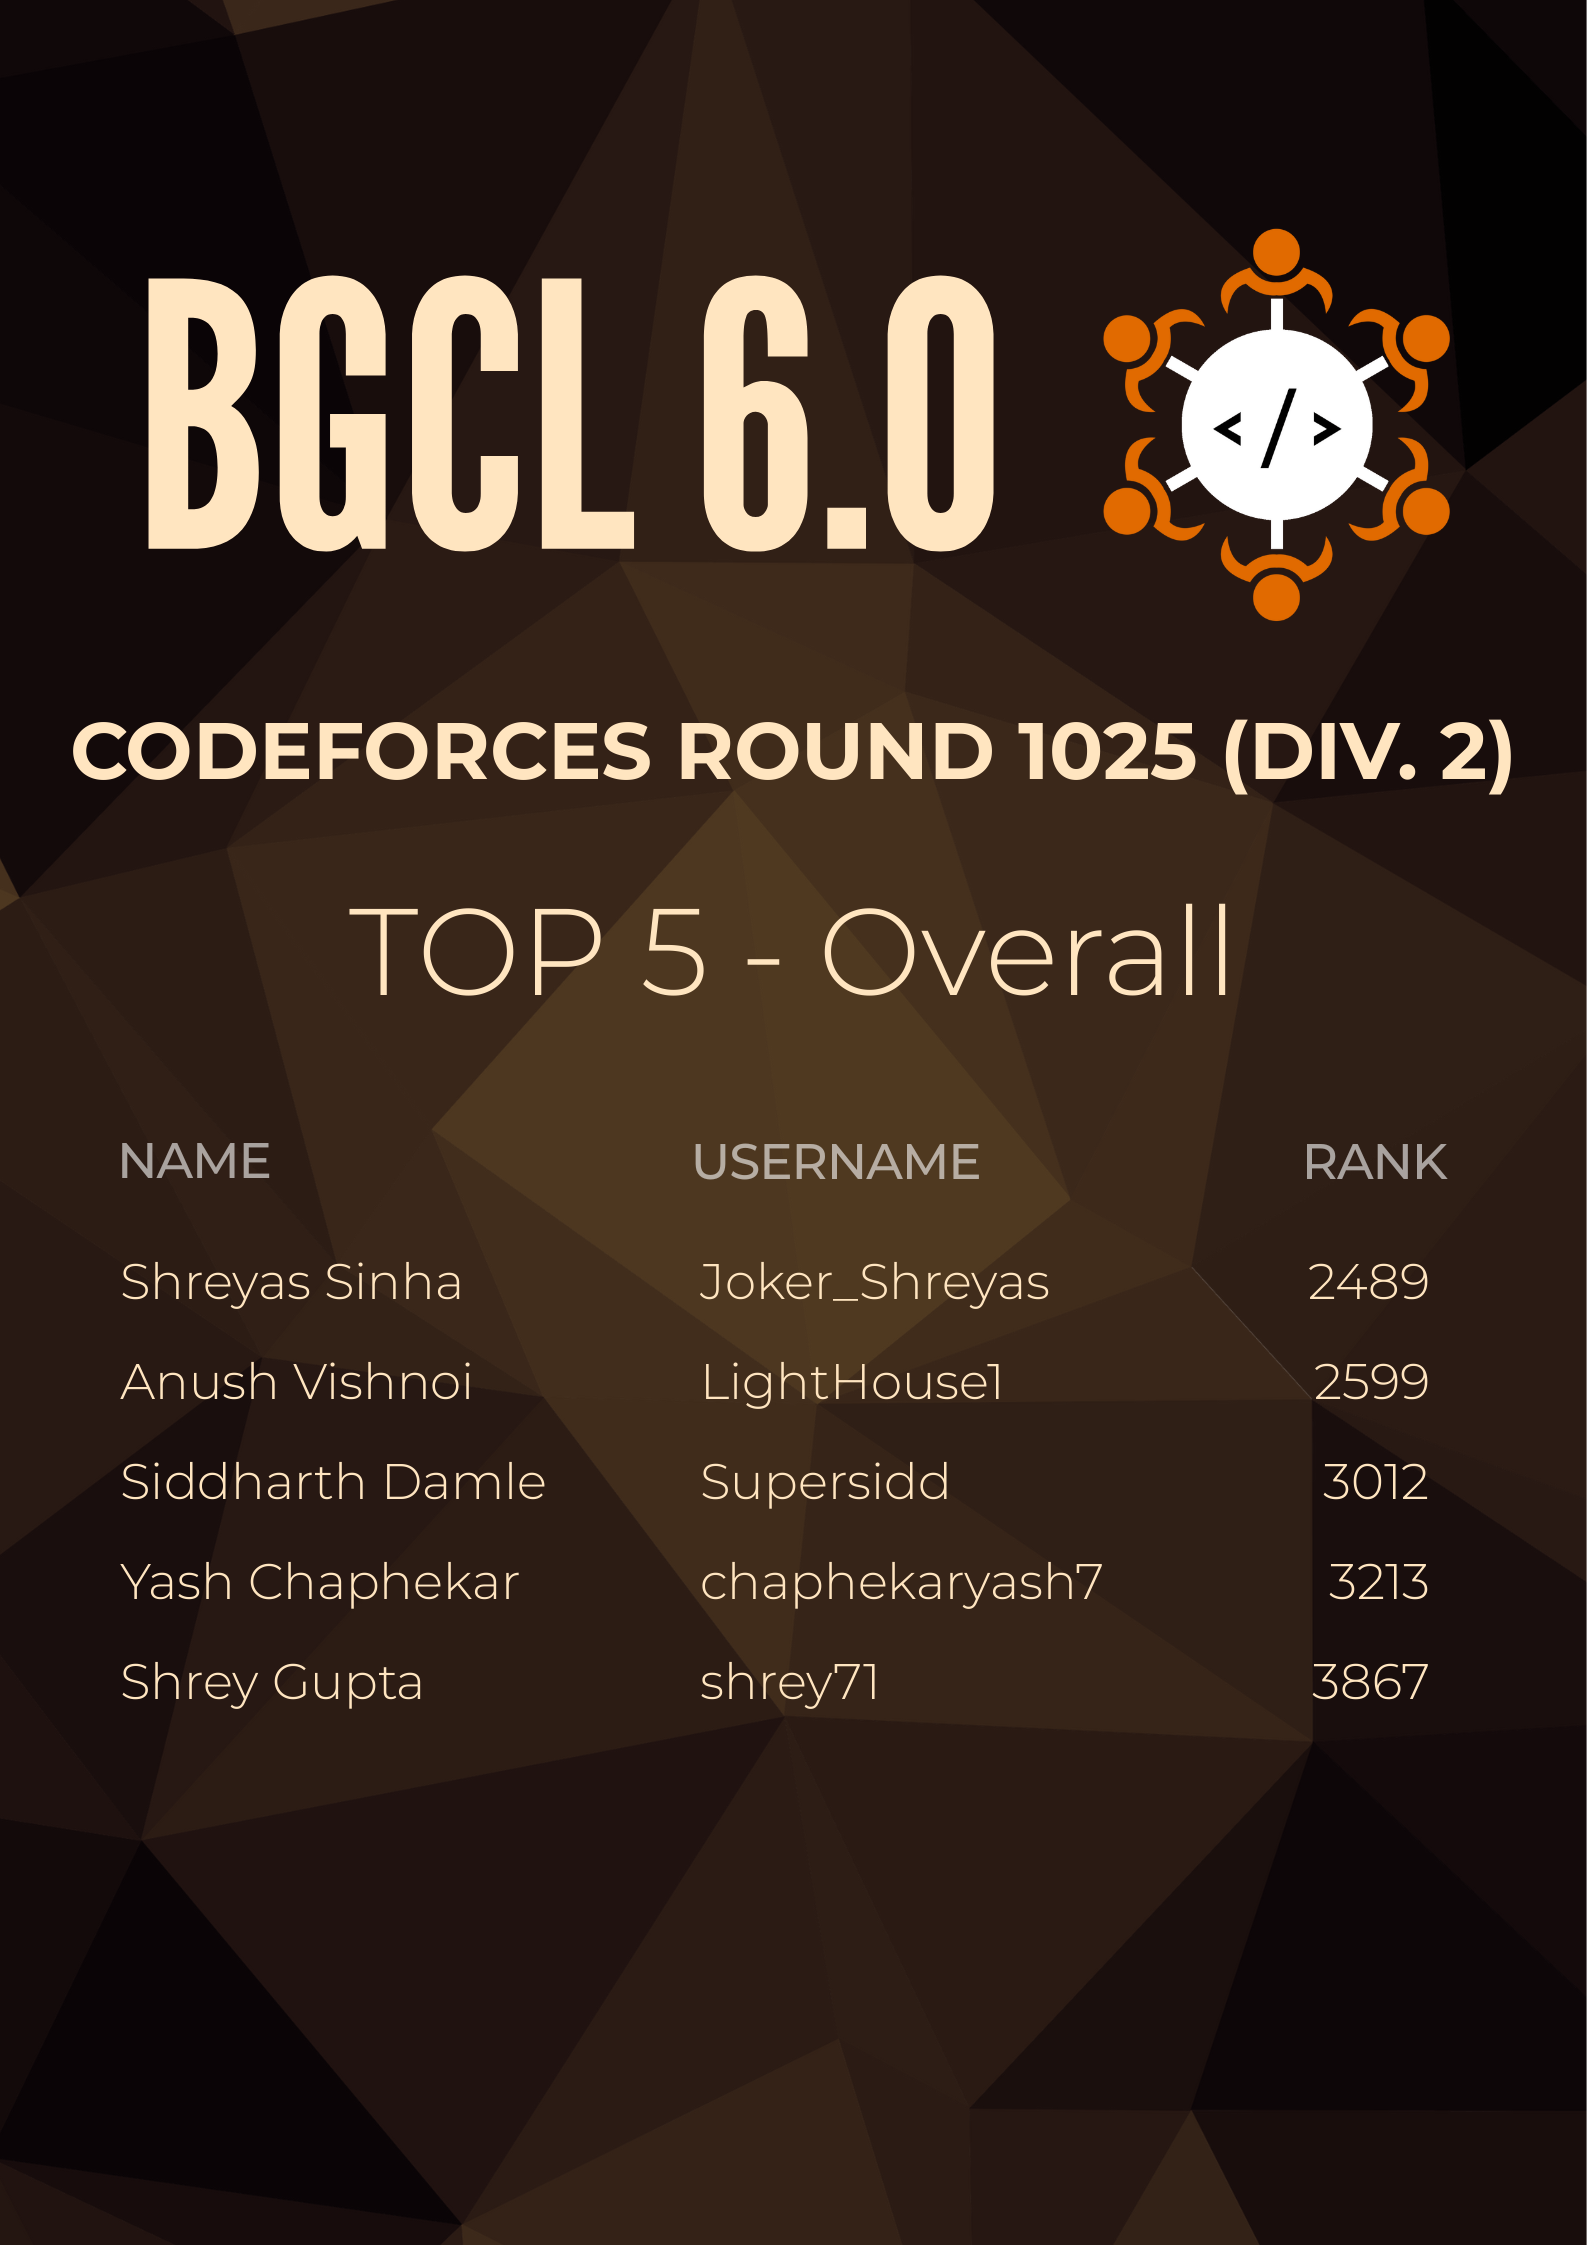 BGCL 6.0
</>
CODEFORCES ROUND 1025 (DIV. 2)
TOP 5 - Overall
NAME USERNAME RANK
Shreyas Sinha Joker_Shreyas 2489
Anush Vishnoi LightHouse1 2599
Siddharth Damle Supersidd 3012
Yash Chaphekar chaphekaryash7 3213
Shrey Gupta shrey71 3867